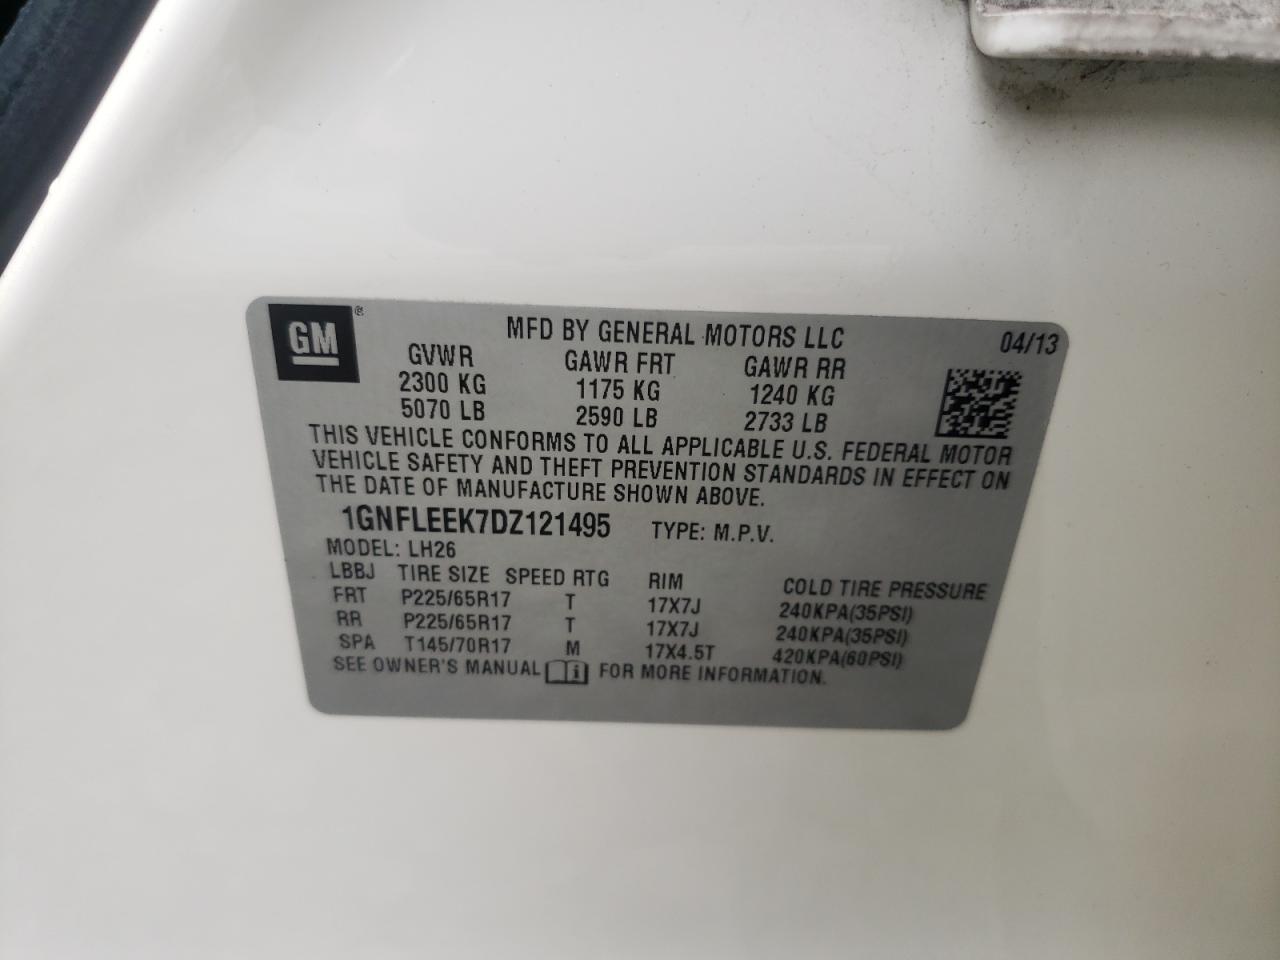 GM®
MFD BY GENERAL MOTORS LLC 04/13
GVWR GAWR FRT GAWR RR
2300 KG 1175 KG 1240 KG
5070 LB 2590 LB 2733 LB
THIS VEHICLE CONFORMS TO ALL APPLICABLE U.S. FEDERAL MOTOR
VEHICLE SAFETY AND THEFT PREVENTION STANDARDS IN EFFECT ON
THE DATE OF MANUFACTURE SHOWN ABOVE.
1GNFLEEK7DZ121495 TYPE: M.P.V.
MODEL: LH26
LBBJ TIRE SIZE SPEED RTG RIM COLD TIRE PRESSURE
FRT P225/65R17 T 17X7J 240KPA(35PSI)
RR P225/65R17 T 17X7J 240KPA(35PSI)
SPA T145/70R17 M 17X4.5T 420KPA(60PSI)
SEE OWNER'S MANUAL i FOR MORE INFORMATION.